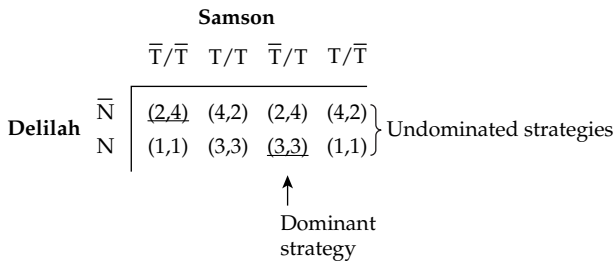 Samson
T̅/T̅ T/T T̅/T T/T̅
N̅ (2,4) (4,2) (2,4) (4,2)
Delilah
Undominated strategies
N (1,1) (3,3) (3,3) (1,1)
Dominant
strategy